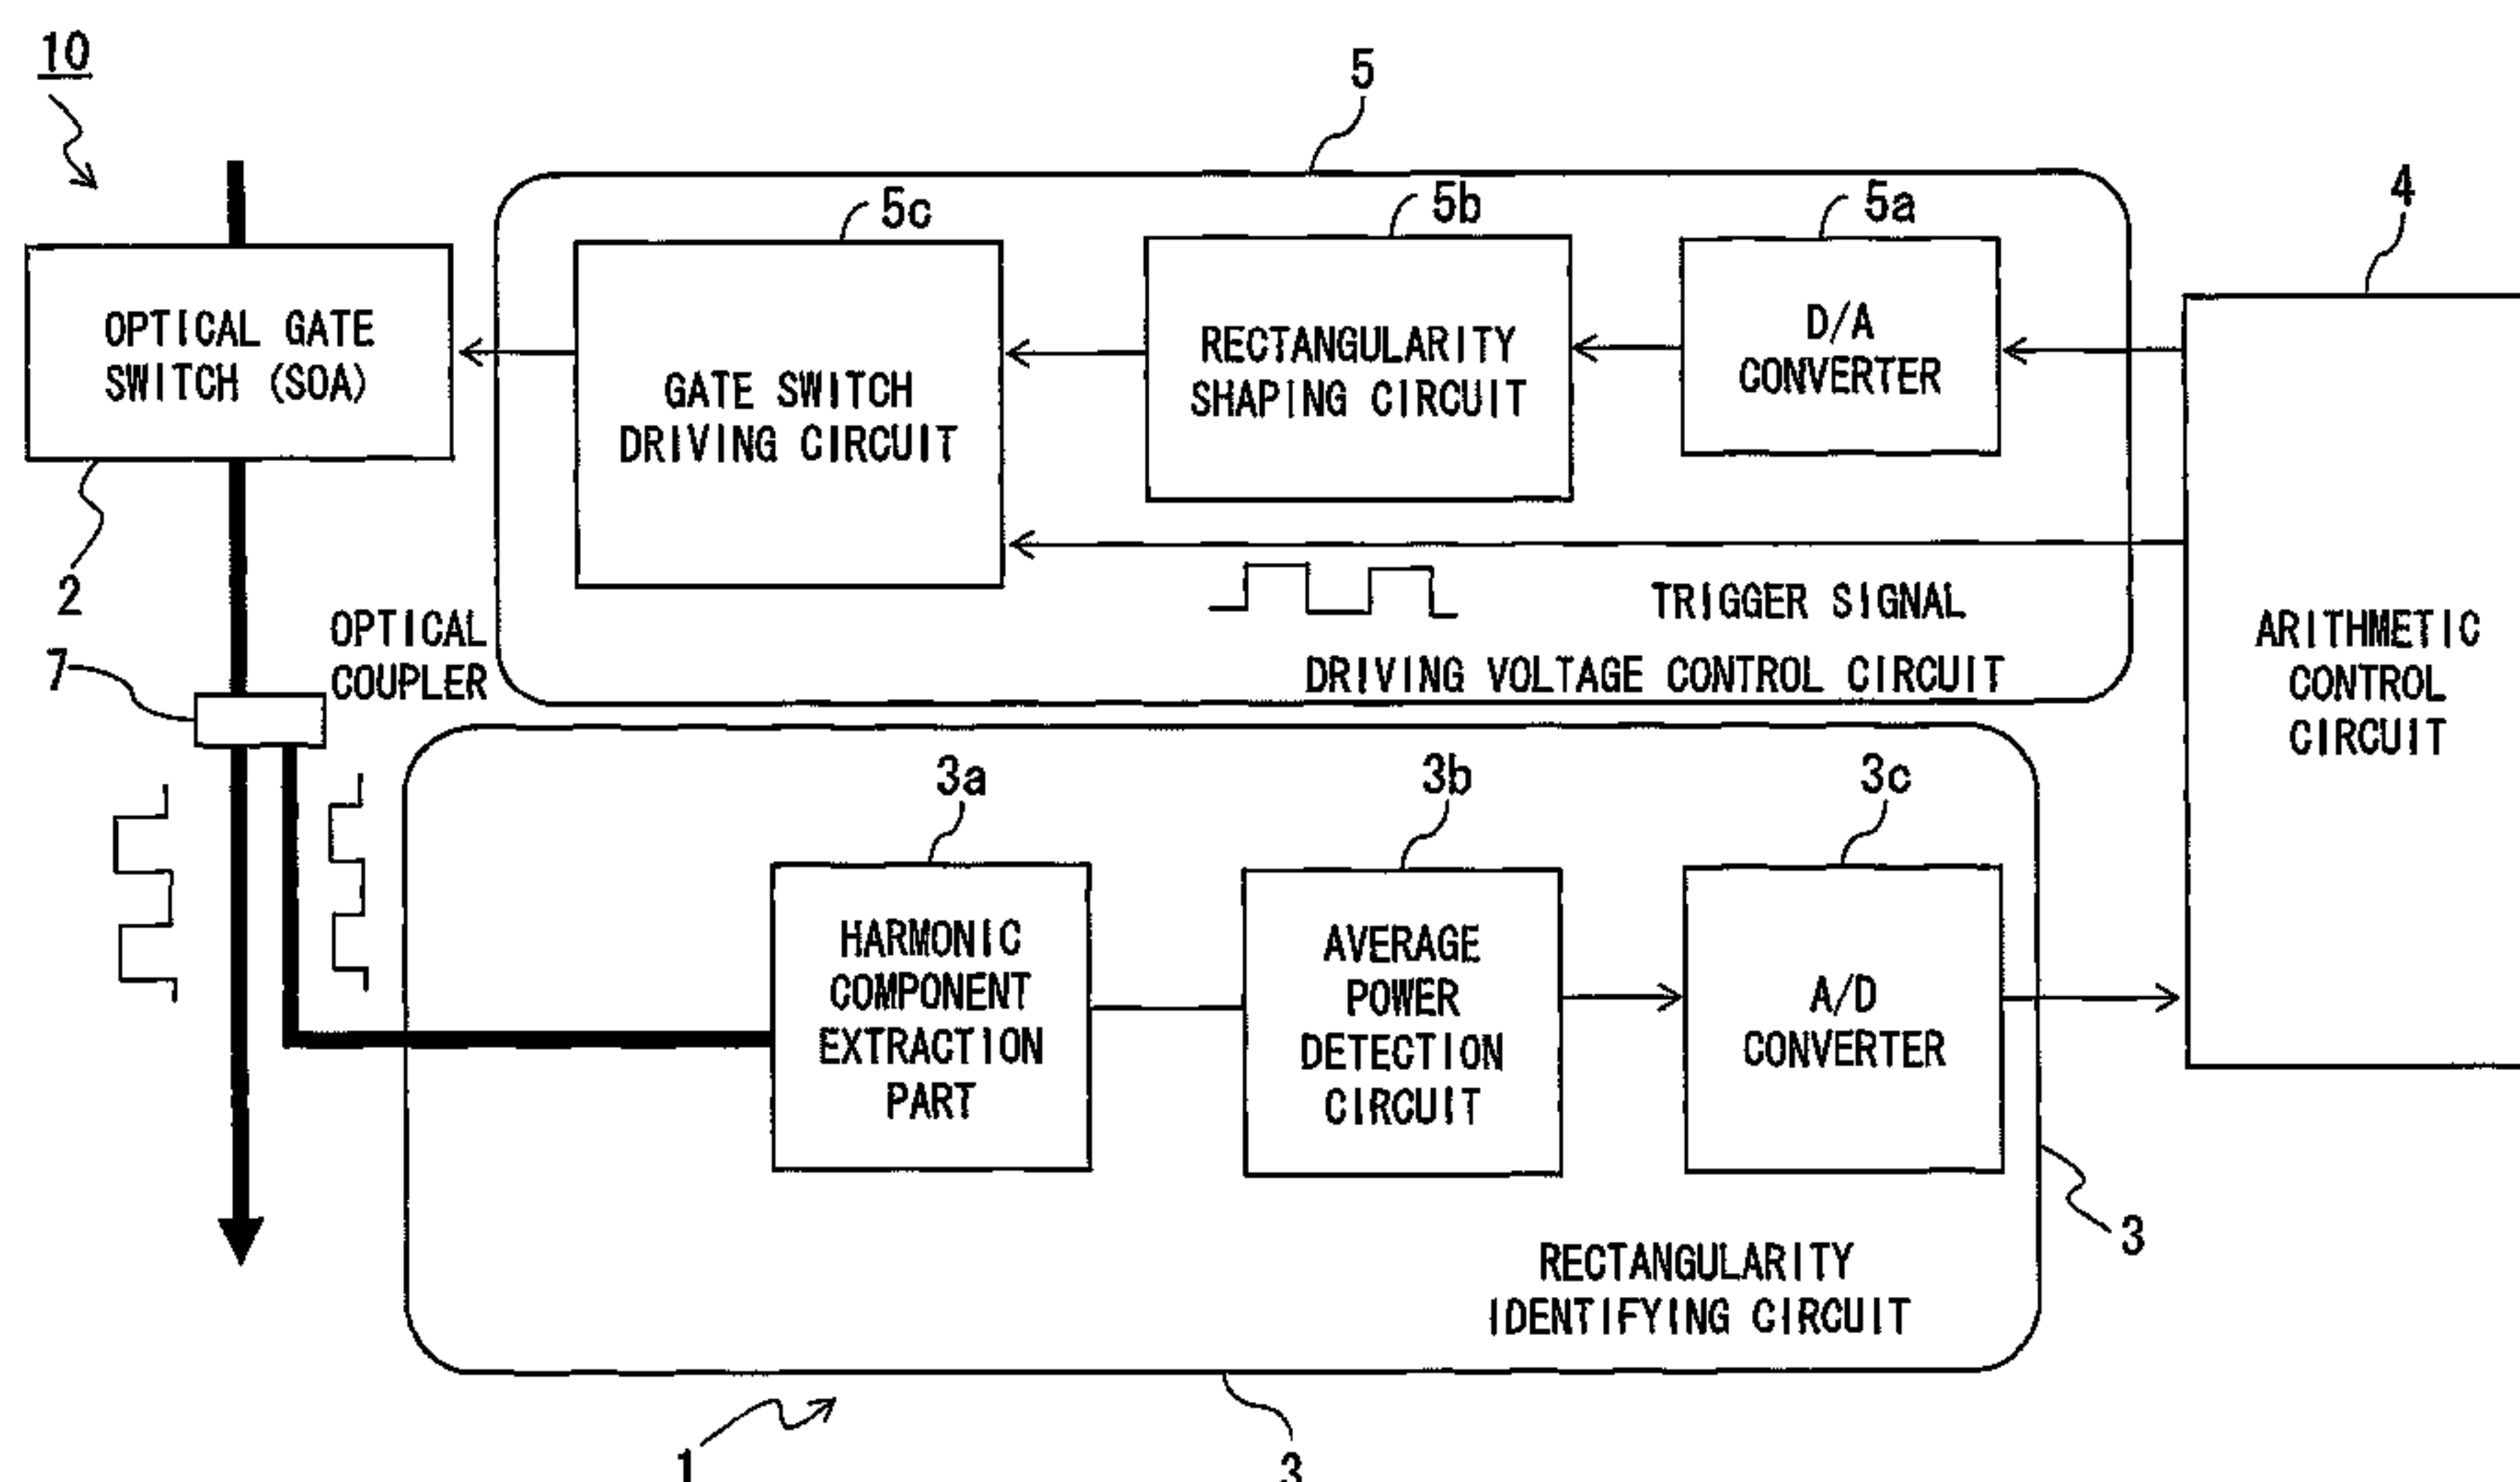 10
5
4
5c
5b
5a
OPTICAL GATE
SWITCH (SOA)
GATE SWITCH
DRIVING CIRCUIT
RECTANGULARITY
SHAPING CIRCUIT
D/A
CONVERTER
2
TRIGGER SIGNAL
DRIVING VOLTAGE CONTROL CIRCUIT
ARITHMETIC
CONTROL
CIRCUIT
OPTICAL
COUPLER
7
3a
3b
3c
HARMONIC
COMPONENT
EXTRACTION
PART
AVERAGE
POWER
DETECTION
CIRCUIT
A/D
CONVERTER
3
RECTANGULARITY
IDENTIFYING CIRCUIT
1
3